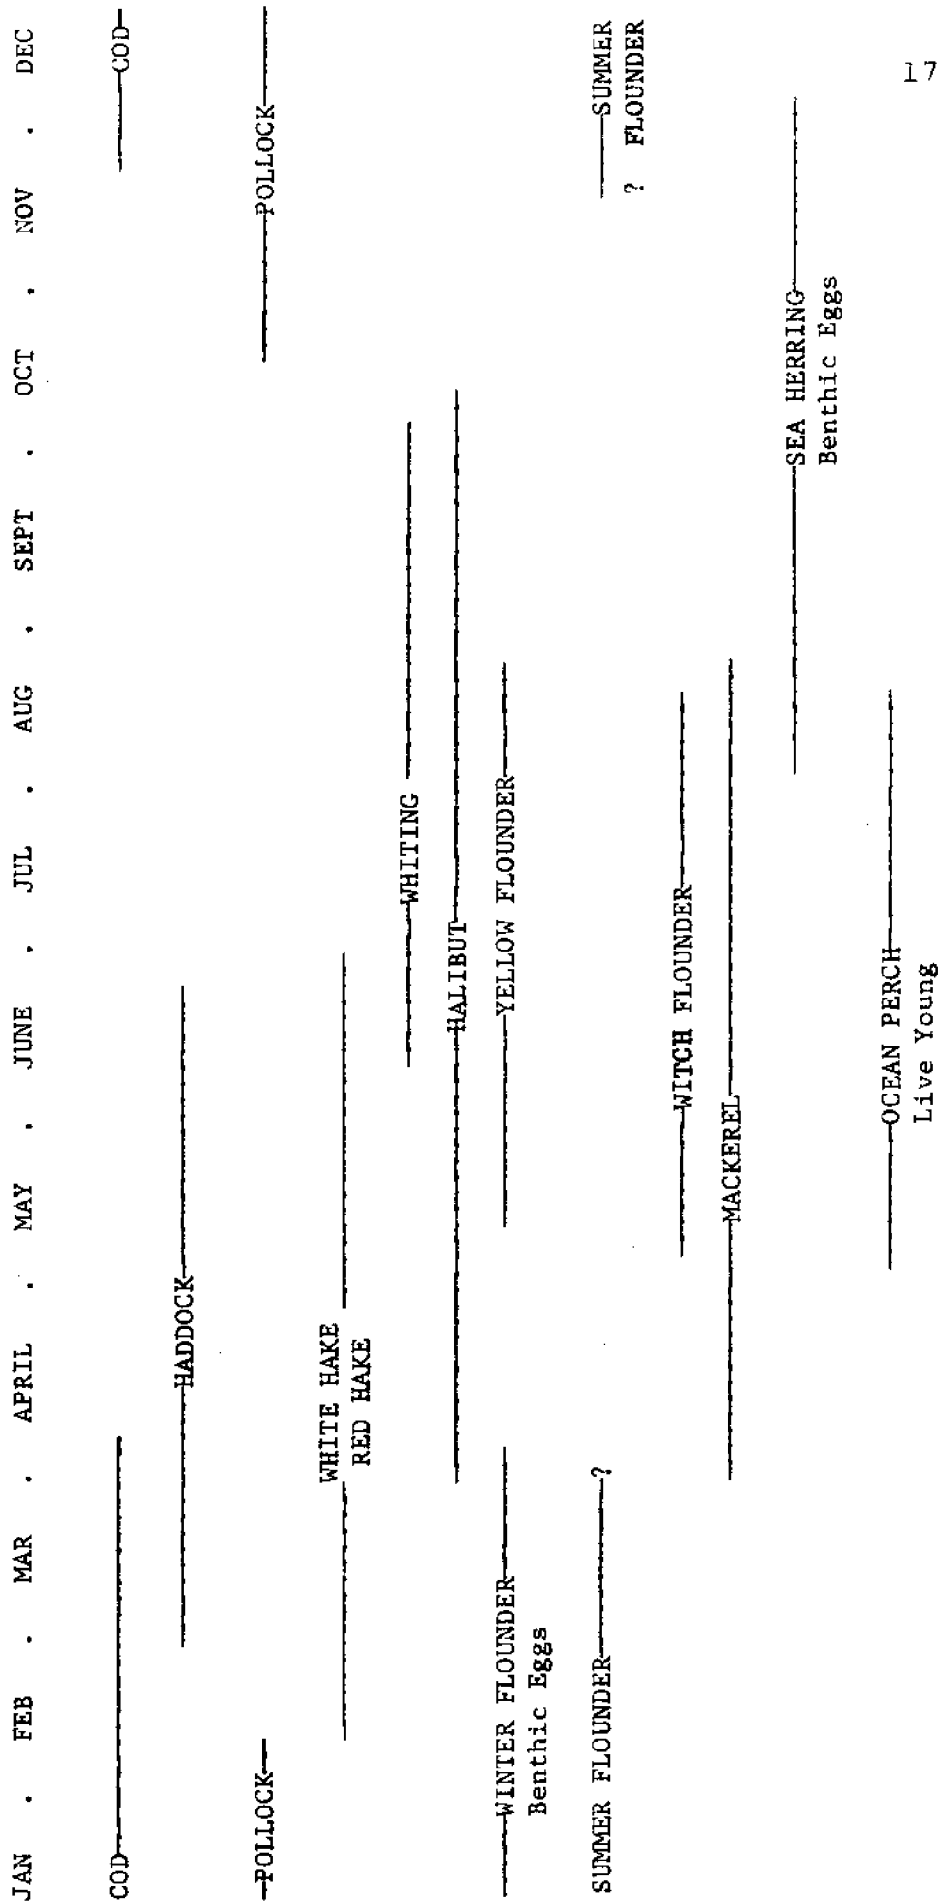 JAN . FEB . MAR . APRIL . MAY . JUNE . JUL . AUG . SEPT . OCT . NOV . DEC
COD COD
HADDOCK
POLLOCK POLLOCK
WHITE HAKE
RED HAKE
WHITING
HALIBUT
WINTER FLOUNDER YELLOW FLOUNDER
Benthic Eggs
SUMMER FLOUNDER ? SUMMER
? FLOUNDER
WITCH FLOUNDER
MACKEREL
SEA HERRING
Benthic Eggs
OCEAN PERCH
Live Young
17